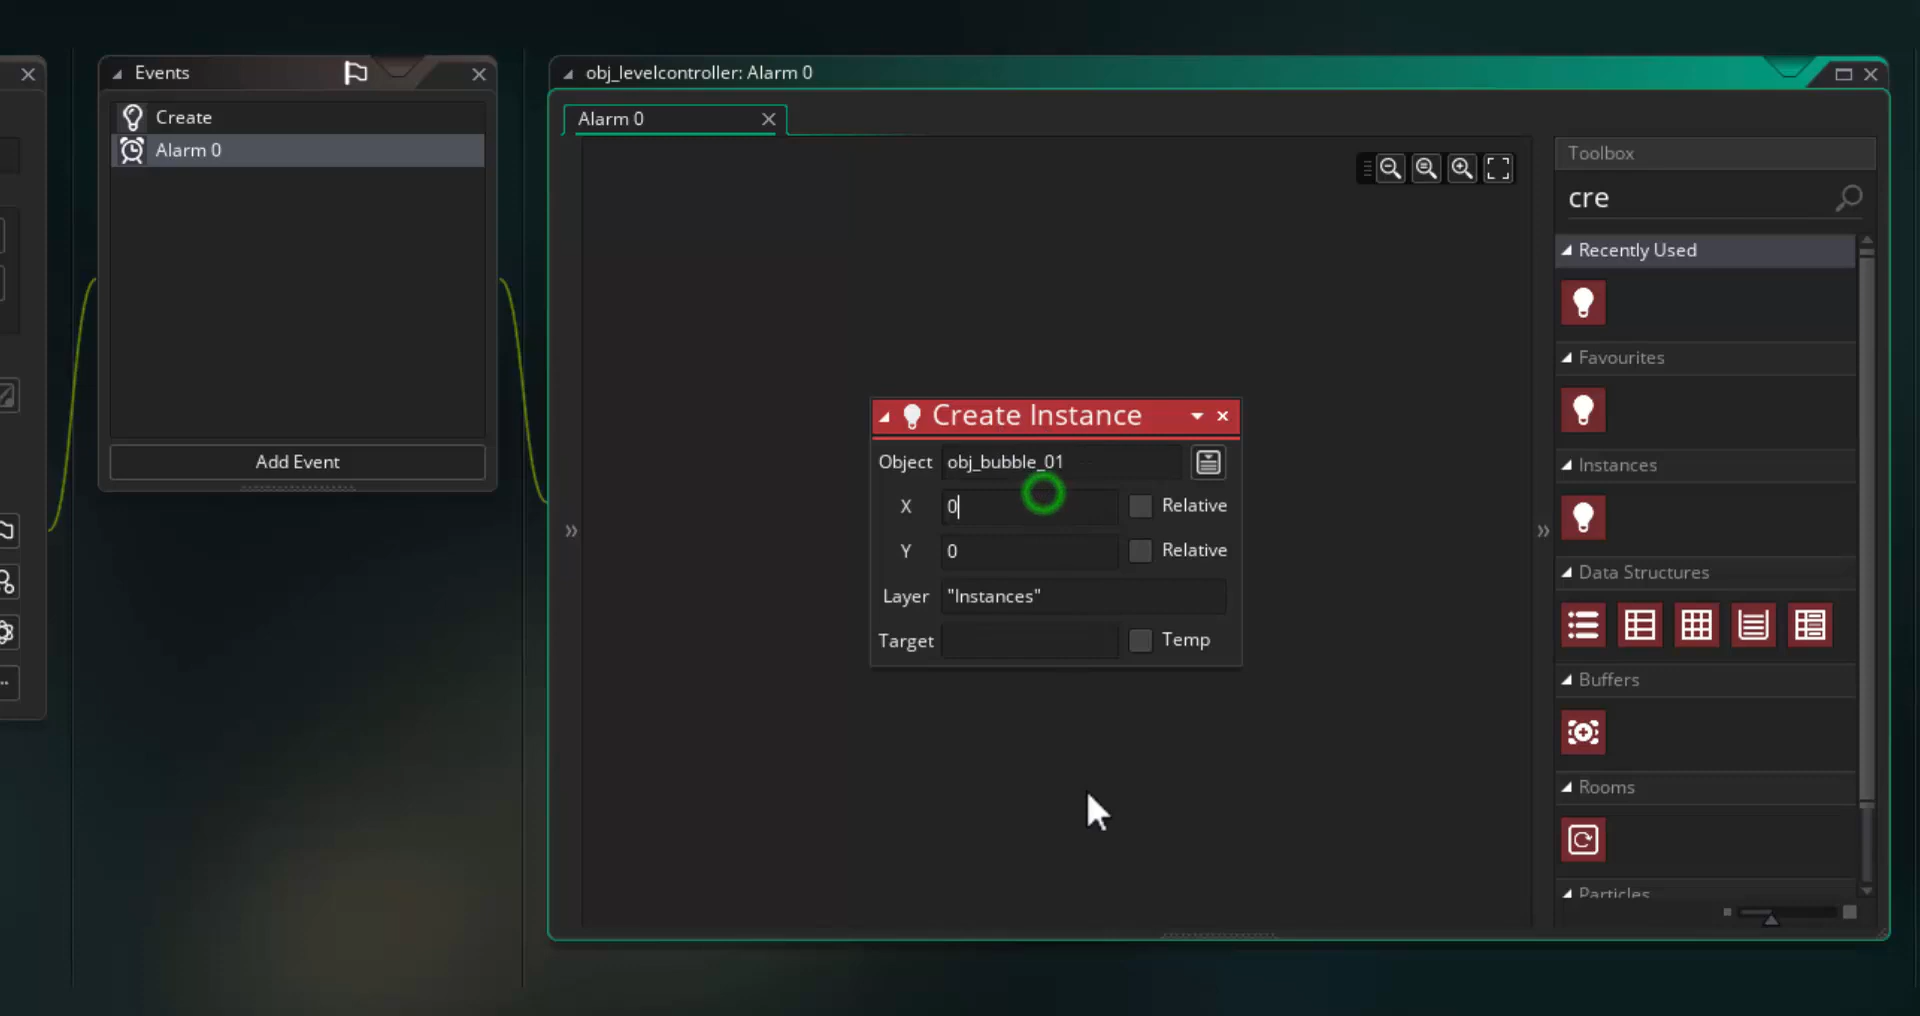 Events
Create
Alarm 0
Add Event
obj_levelcontroller: Alarm 0
Alarm 0
Create Instance
Object obj_bubble_01
X 0 Relative
Y 0 Relative
Layer "Instances"
Target Temp
Toolbox
cre
Recently Used
Favourites
Instances
Data Structures
Buffers
Rooms
Particles